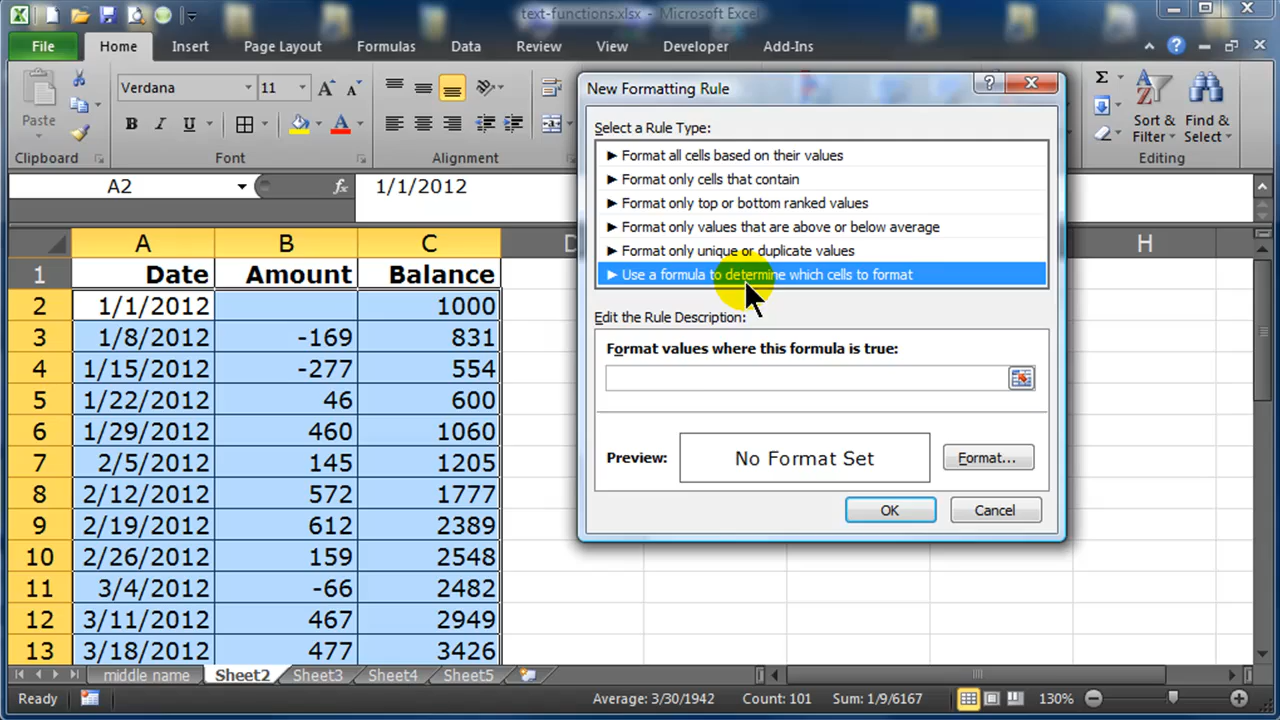 text-functions.xlsx - Microsoft Excel
File Home Insert Page Layout Formulas Data Review View Developer Add-Ins
Paste
Verdana 11
B I U A
Sort & Filter
Find & Select
Clipboard Font Alignment Editing
A2 fx 1/1/2012
A B C D H
1 Date Amount Balance
2 1/1/2012 1000
3 1/8/2012 -169 831
4 1/15/2012 -277 554
5 1/22/2012 46 600
6 1/29/2012 460 1060
7 2/5/2012 145 1205
8 2/12/2012 572 1777
9 2/19/2012 612 2389
10 2/26/2012 159 2548
11 3/4/2012 -66 2482
12 3/11/2012 467 2949
13 3/18/2012 477 3426
New Formatting Rule
Select a Rule Type:
► Format all cells based on their values
► Format only cells that contain
► Format only top or bottom ranked values
► Format only values that are above or below average
► Format only unique or duplicate values
► Use a formula to determine which cells to format
Edit the Rule Description:
Format values where this formula is true:
Preview: No Format Set Format...
OK Cancel
middle name Sheet2 Sheet3 Sheet4 Sheet5
Ready Average: 3/30/1942 Count: 101 Sum: 1/9/6167 130%